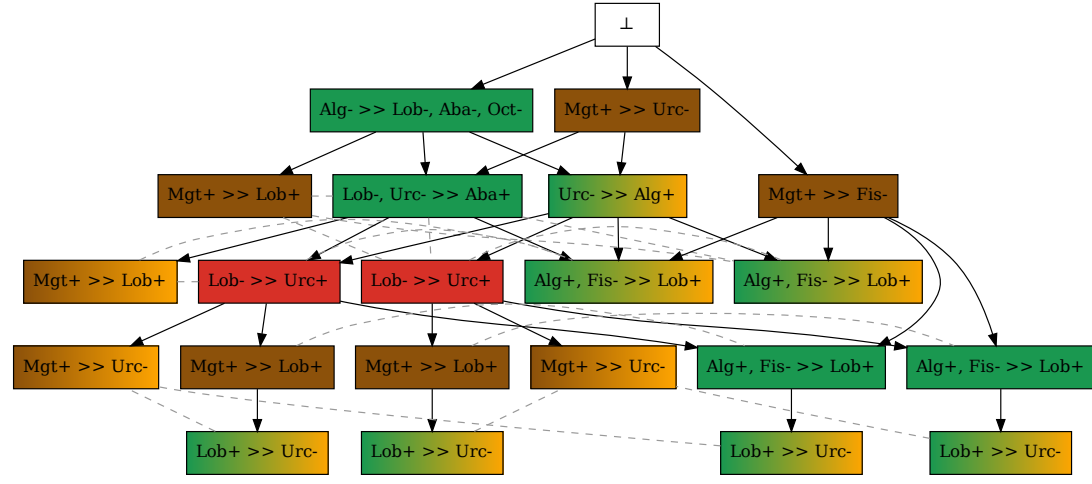 ⊥
Alg- >> Lob-, Aba-, Oct-
Mgt+ >> Urc-
Mgt+ >> Lob+
Lob-, Urc- >> Aba+
Urc- >> Alg+
Mgt+ >> Fis-
Mgt+ >> Lob+
Lob- >> Urc+
Lob- >> Urc+
Alg+, Fis- >> Lob+
Alg+, Fis- >> Lob+
Mgt+ >> Urc-
Mgt+ >> Lob+
Mgt+ >> Lob+
Mgt+ >> Urc-
Alg+, Fis- >> Lob+
Alg+, Fis- >> Lob+
Lob+ >> Urc-
Lob+ >> Urc-
Lob+ >> Urc-
Lob+ >> Urc-